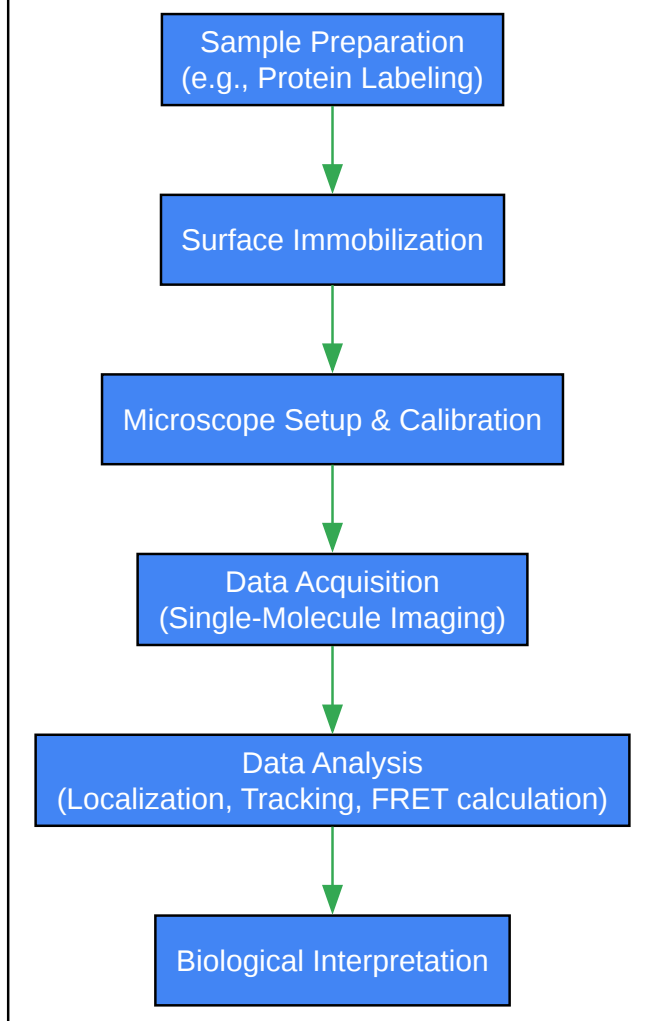 Sample Preparation
(e.g., Protein Labeling)
Surface Immobilization
Microscope Setup & Calibration
Data Acquisition
(Single-Molecule Imaging)
Data Analysis
(Localization, Tracking, FRET calculation)
Biological Interpretation